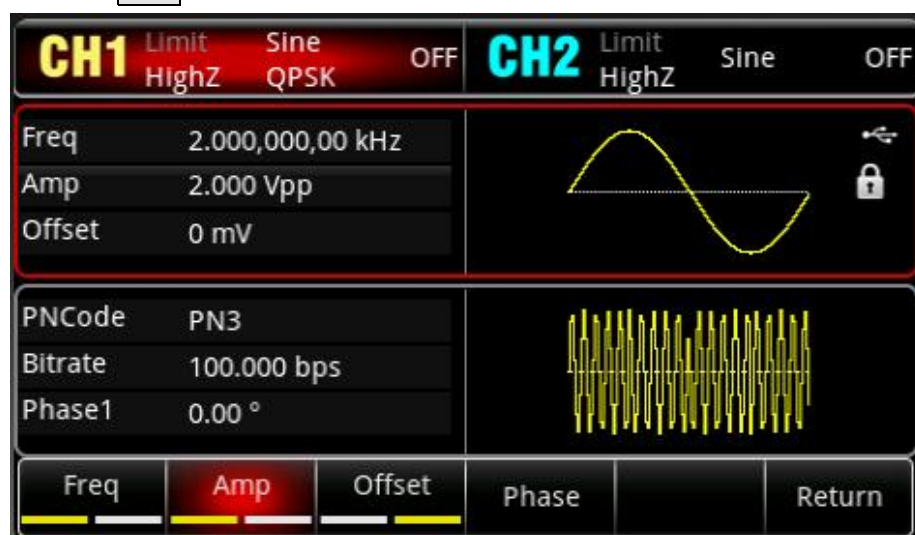 CH1 Limit Sine OFF CH2 Limit Sine OFF
HighZ QPSK HighZ
Freq 2.000,000,00 kHz
Amp 2.000 Vpp
Offset 0 mV
PNCode PN3
Bitrate 100.000 bps
Phase1 0.00 °
Freq Amp Offset Phase Return